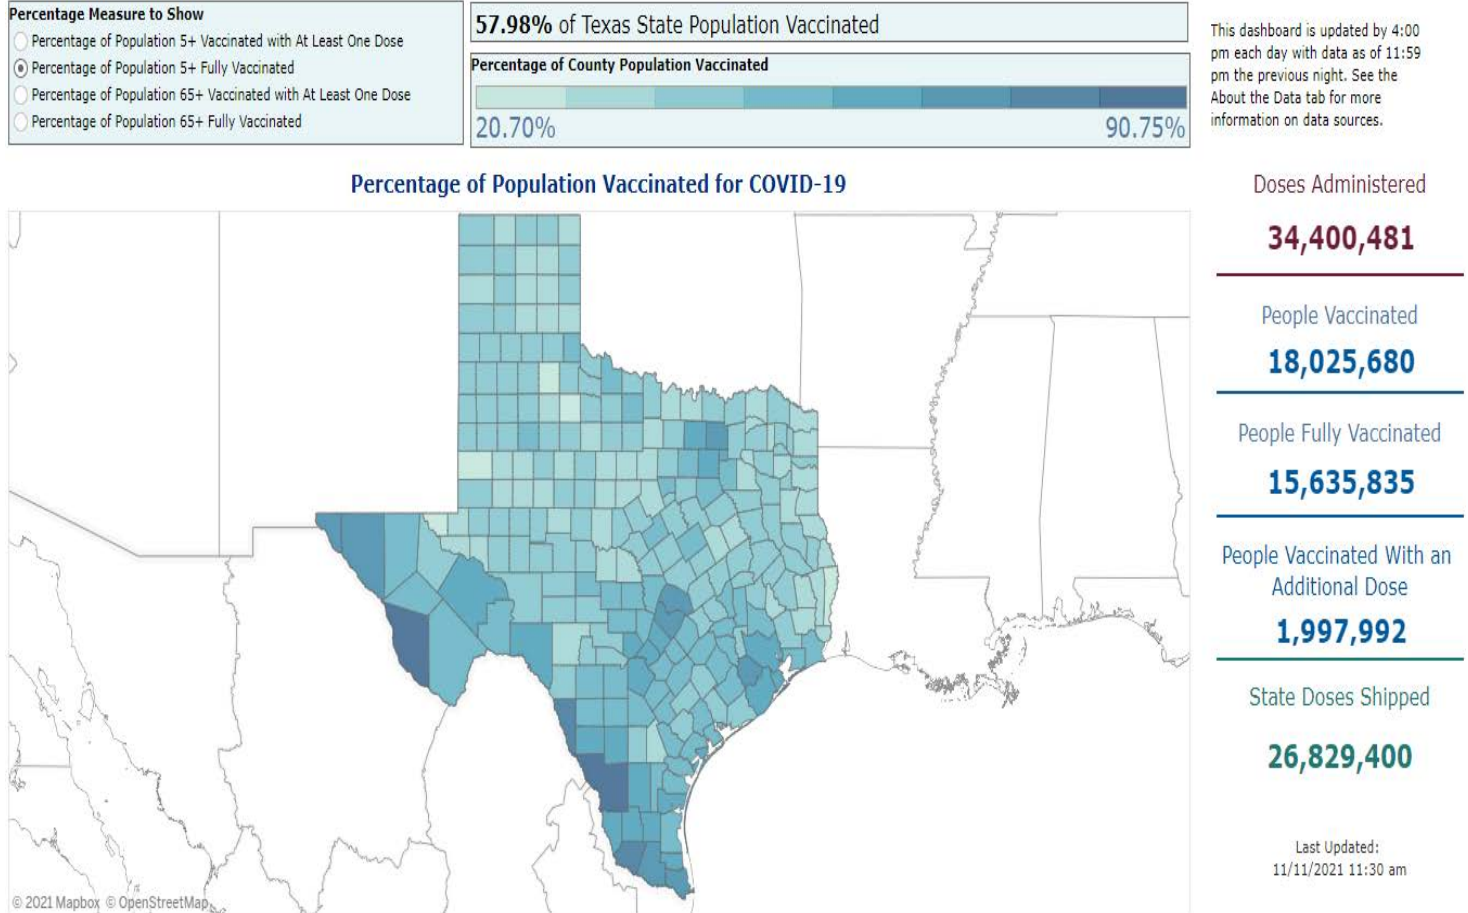 Percentage Measure to Show
Percentage of Population 5+ Vaccinated with At Least One Dose
Percentage of Population 5+ Fully Vaccinated
Percentage of Population 65+ Vaccinated with At Least One Dose
Percentage of Population 65+ Fully Vaccinated
57.98% of Texas State Population Vaccinated
Percentage of County Population Vaccinated
20.70% 90.75%
This dashboard is updated by 4:00
pm each day with data as of 11:59
pm the previous night. See the
About the Data tab for more
information on data sources.
Percentage of Population Vaccinated for COVID-19
Doses Administered
34,400,481
People Vaccinated
18,025,680
People Fully Vaccinated
15,635,835
People Vaccinated With an
Additional Dose
1,997,992
State Doses Shipped
26,829,400
Last Updated:
11/11/2021 11:30 am
© 2021 Mapbox © OpenStreetMap